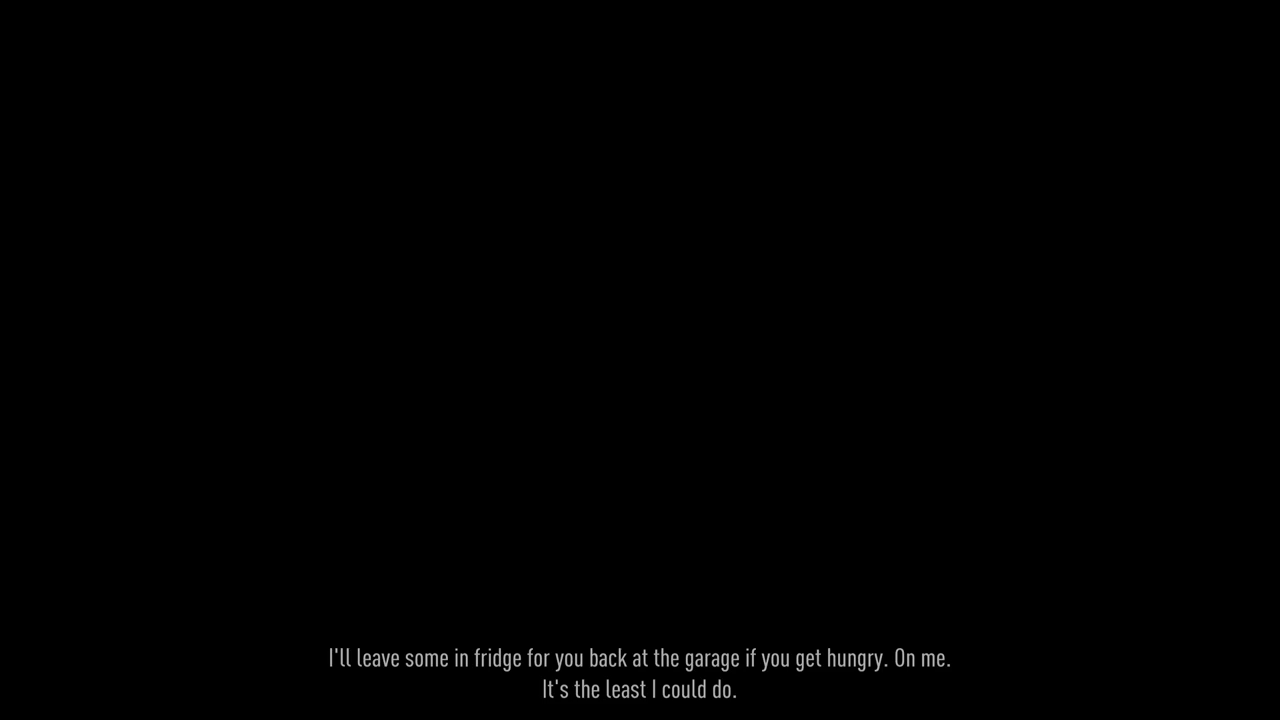 I'll leave some in fridge for you back at the garage if you get hungry. On me.
It's the least I could do.